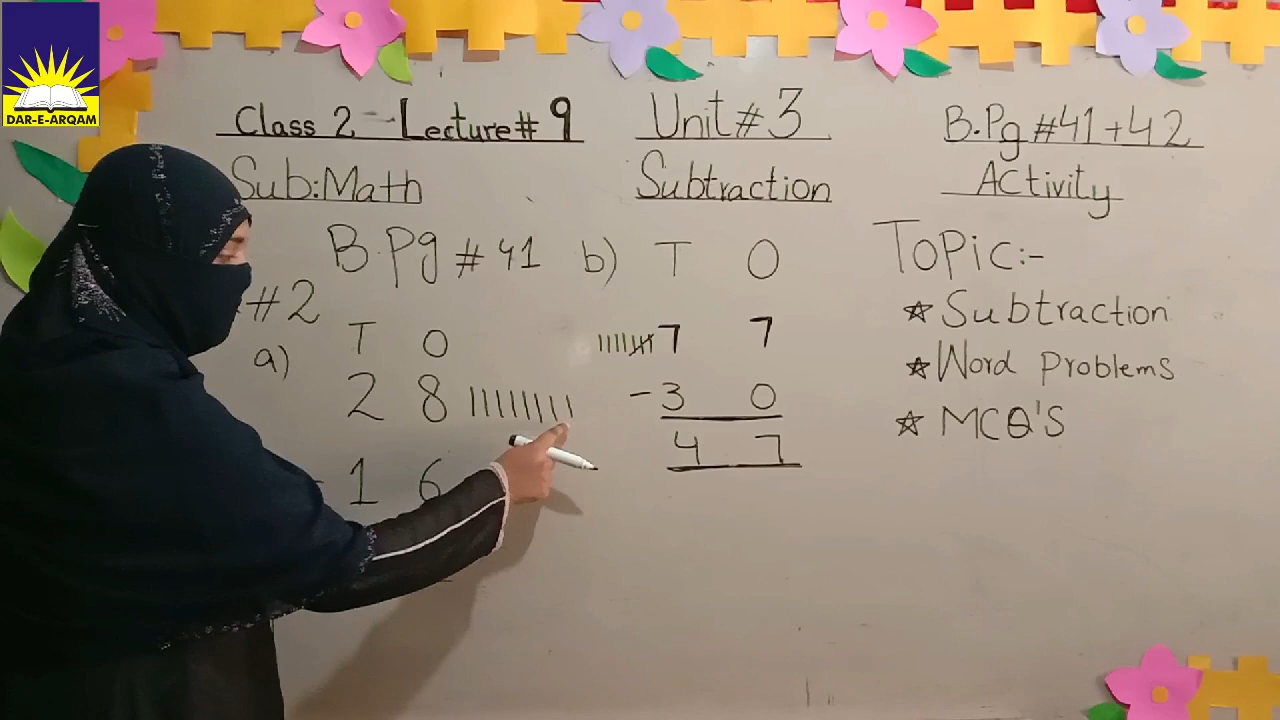 DAR-E-ARQAM
Class 2 - Lecture# 9
Unit # 3
B.Pg #41+42
Sub:Math
Subtraction
Activity
B.Pg # 41
#2
a) T O
2 8
1 6
b) T O
7 7
- 3 0
4 7
Topic:-
☆ Subtraction
☆ Word Problems
☆ MCQ'S